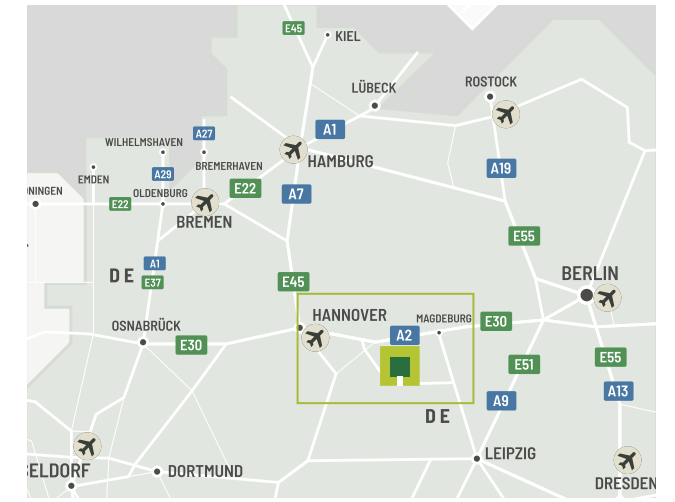 E45
KIEL
LÜBECK
ROSTOCK
A1
A27
WILHELMSHAVEN
HAMBURG
BREMERHAVEN
A19
A29
EMDEN
E22
A7
NINGEN
OLDENBURG
E22
BREMEN
E55
A1
DE
E37
E45
BERLIN
HANNOVER
MAGDEBURG
E30
OSNABRÜCK
A2
E30
E55
E51
A13
A9
DE
LEIPZIG
ELDORF
DORTMUND
DRESDEN